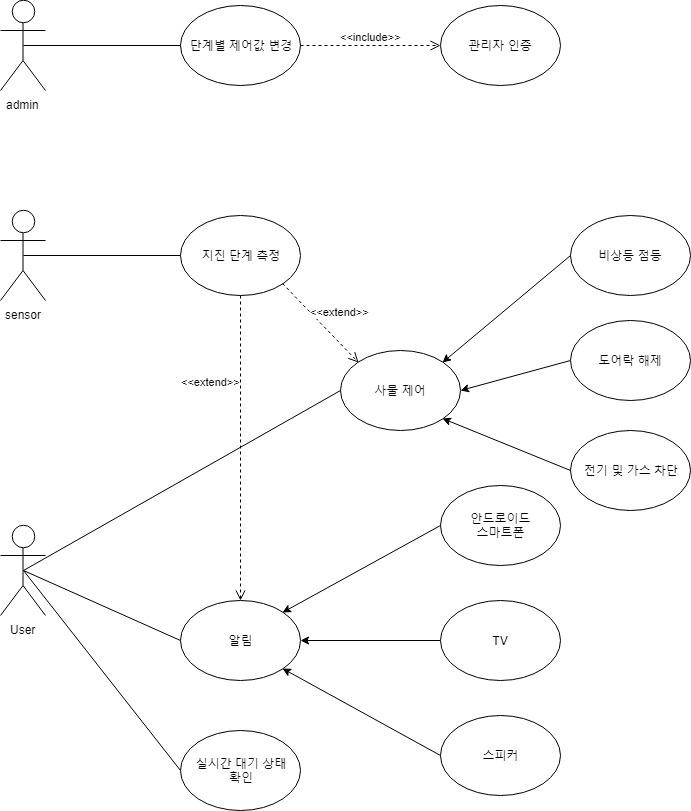 단계별 제어값 변경
<<include>>
관리자 인증
admin
지진 단계 측정
비상등 점등
sensor
<<extend>>
도어락 해제
<<extend>>
사물 제어
전기 및 가스 차단
안드로이드
스마트폰
User
알림
TV
스피커
실시간 대기 상태
확인